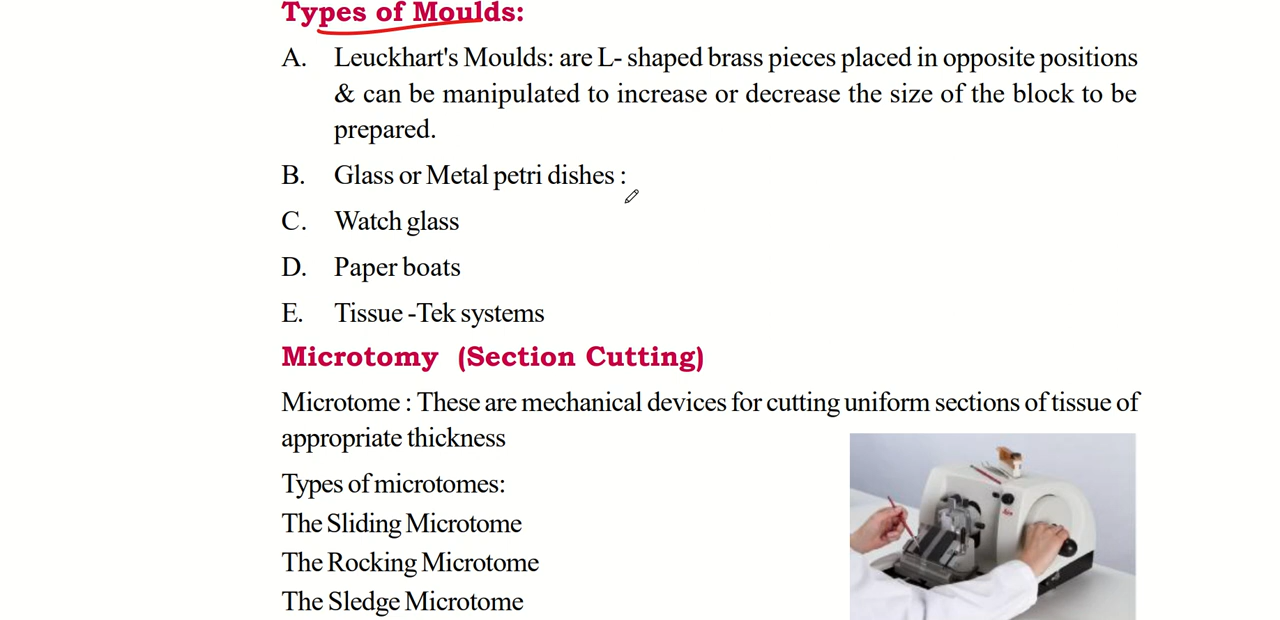 Types of Moulds:
A. Leuckhart's Moulds: are L- shaped brass pieces placed in opposite positions
& can be manipulated to increase or decrease the size of the block to be
prepared.
B. Glass or Metal petri dishes :
C. Watch glass
D. Paper boats
E. Tissue -Tek systems
Microtomy (Section Cutting)
Microtome : These are mechanical devices for cutting uniform sections of tissue of
appropriate thickness
Types of microtomes:
The Sliding Microtome
The Rocking Microtome
The Sledge Microtome